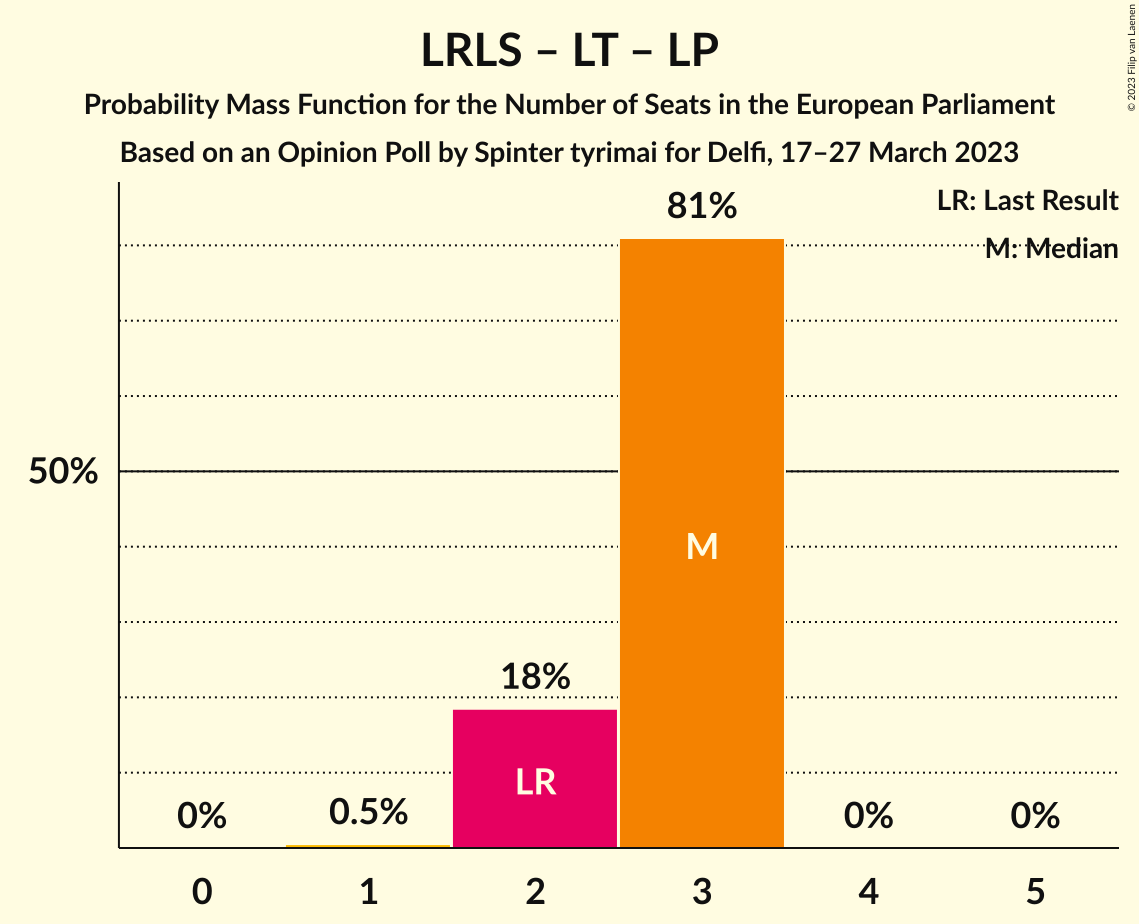 LRLS – LT – LP
Probability Mass Function for the Number of Seats in the European Parliament
Based on an Opinion Poll by Spinter tyrimai for Delfi, 17–27 March 2023
© 2023 Filip van Laenen
LR: Last Result
M: Median
81%
50%
M
18%
LR
0%
0.5%
0%
0%
0
1
2
3
4
5